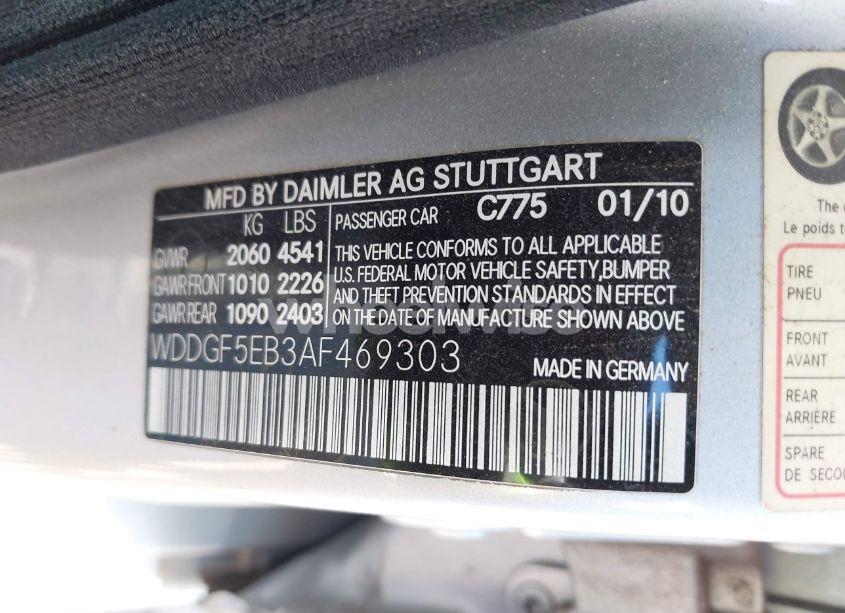 MFD BY DAIMLER AG STUTTGART
KG LBS
GVWR 2060 4541
GAWR FRONT 1010 2226
GAWR REAR 1090 2403
PASSENGER CAR C775 01/10
THIS VEHICLE CONFORMS TO ALL APPLICABLE
U.S. FEDERAL MOTOR VEHICLE SAFETY,BUMPER
AND THEFT PREVENTION STANDARDS IN EFFECT
ON THE DATE OF MANUFACTURE SHOWN ABOVE
WDDGF5EB3AF469303
MADE IN GERMANY
The
Le poids
TIRE
PNEU
FRONT
AVANT
REAR
ARRIÈRE
SPARE
DE